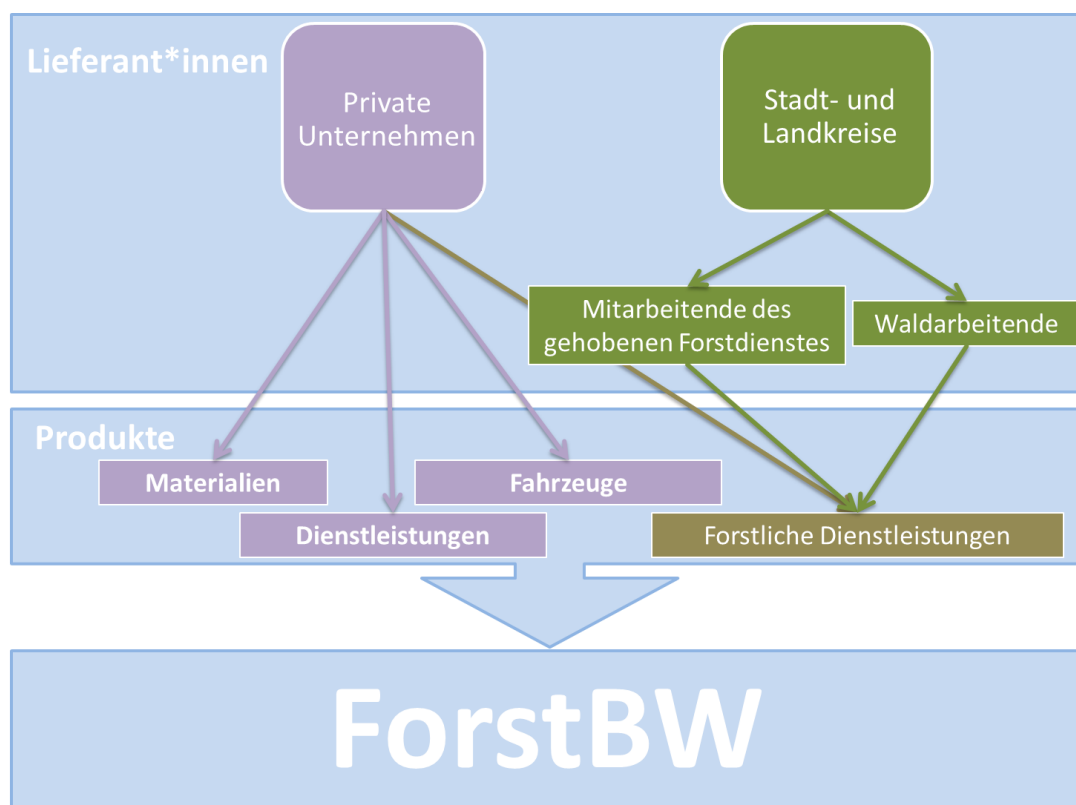 Lieferant*innen
Private
Unternehmen
Stadt- und
Landkreise
Mitarbeitende des
gehobenen Forstdienstes
Waldarbeitende
Produkte
Materialien
Fahrzeuge
Dienstleistungen
Forstliche Dienstleistungen
ForstBW